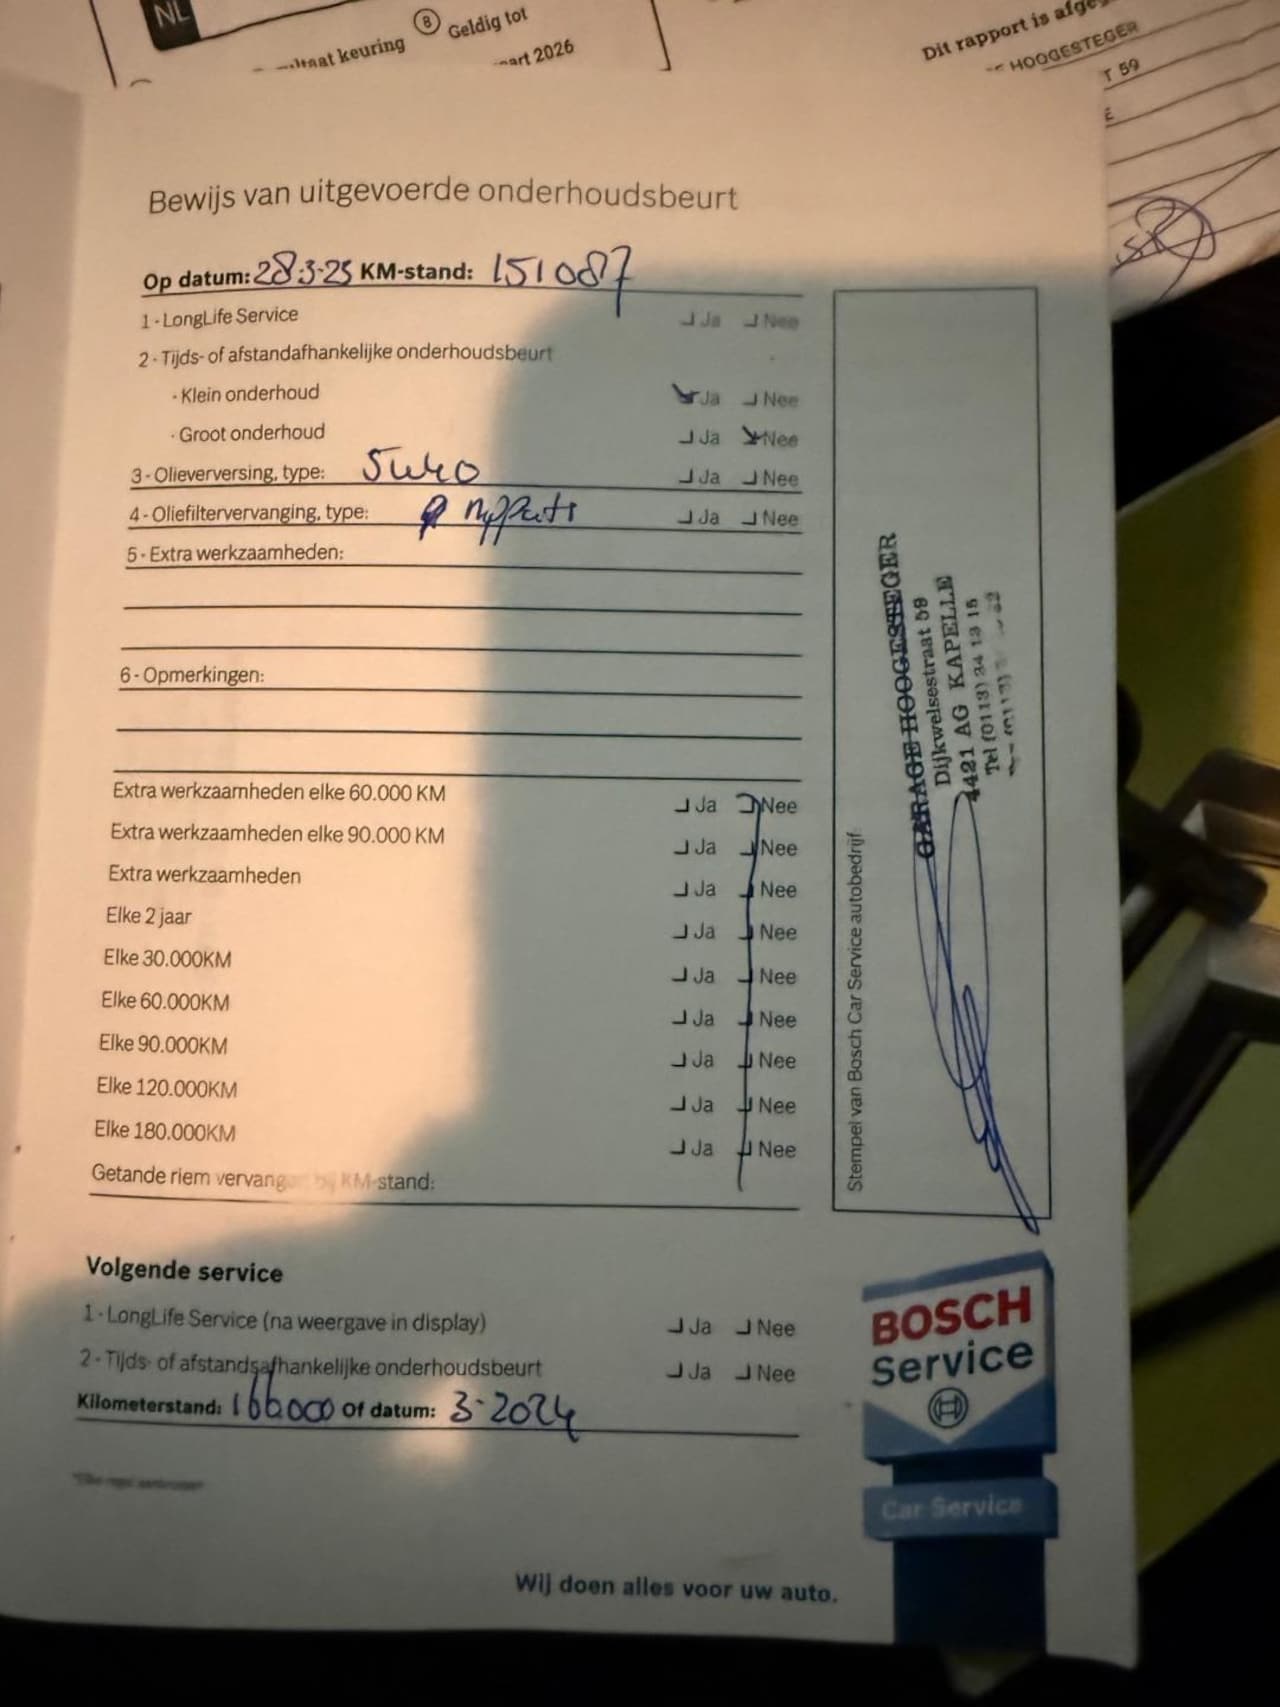 NL
8 Geldig tot
keuring
2026
Dit rapport is
HOOGESTEGER
59
Bewijs van uitgevoerde onderhoudsbeurt
Op datum: 28-3-25 KM-stand: 151087
1 - LongLife Service Ja Nee
2 - Tijds- of afstandafhankelijke onderhoudsbeurt
· Klein onderhoud Ja Nee
· Groot onderhoud Ja Nee
3 - Olieverversing, type: 5w40 Ja Nee
4 - Oliefiltervervanging, type: Ja Nee
5 - Extra werkzaamheden:
6 - Opmerkingen:
Extra werkzaamheden elke 60.000 KM Ja Nee
Extra werkzaamheden elke 90.000 KM Ja Nee
Extra werkzaamheden Ja Nee
Elke 2 jaar Ja Nee
Elke 30.000KM Ja Nee
Elke 60.000KM Ja Nee
Elke 90.000KM Ja Nee
Elke 120.000KM Ja Nee
Elke 180.000KM Ja Nee
Getande riem vervangen bij KM-stand:
Stempel van Bosch Car Service autobedrijf:
GARAGE HOOGESTEGER
Dijkwelsestraat 59
4421 AG KAPELLE
Tel (0113) 34 13 15
Volgende service
1 - LongLife Service (na weergave in display) Ja Nee
2 - Tijds- of afstandsafhankelijke onderhoudsbeurt Ja Nee
Kilometerstand: 166000 Of datum: 3-2024
BOSCH
Service
Car Service
Wij doen alles voor uw auto.